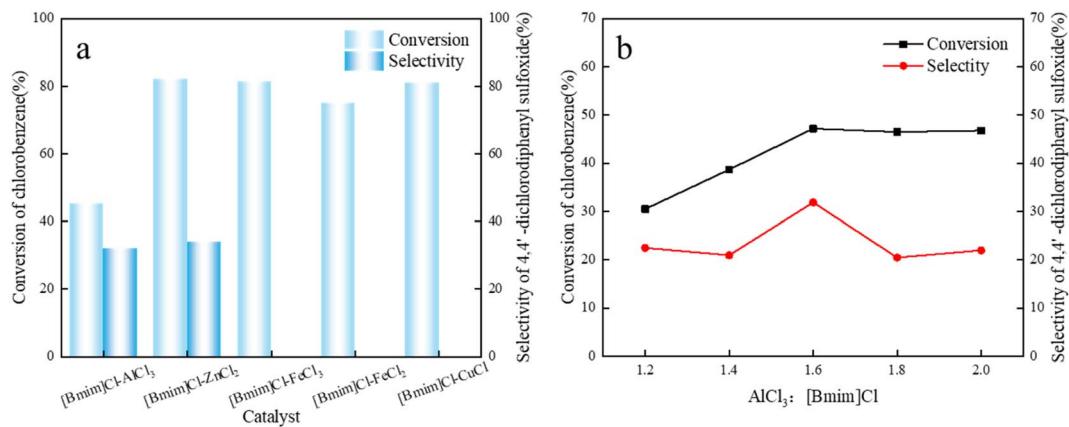 a
Conversion
Selectivity
Conversion of chlorobenzene(%)
100
80
60
40
20
0
100
80
60
40
20
0
Selectivity of 4,4' -dichlorodiphenyl sulfoxide(%)
[Bmim]Cl-AlCl₃
[Bmim]Cl-ZnCl₂
[Bmim]Cl-FeCl₃
[Bmim]Cl-FeCl₂
[Bmim]Cl-CuCl
Catalyst
b
Conversion
Selectity
Conversion of chlorobenzene(%)
70
60
50
40
30
20
10
0
70
60
50
40
30
20
10
0
Selectivity of 4,4' -dichlorodiphenyl sulfoxide(%)
1.2 1.4 1.6 1.8 2.0
AlCl₃： [Bmim]Cl